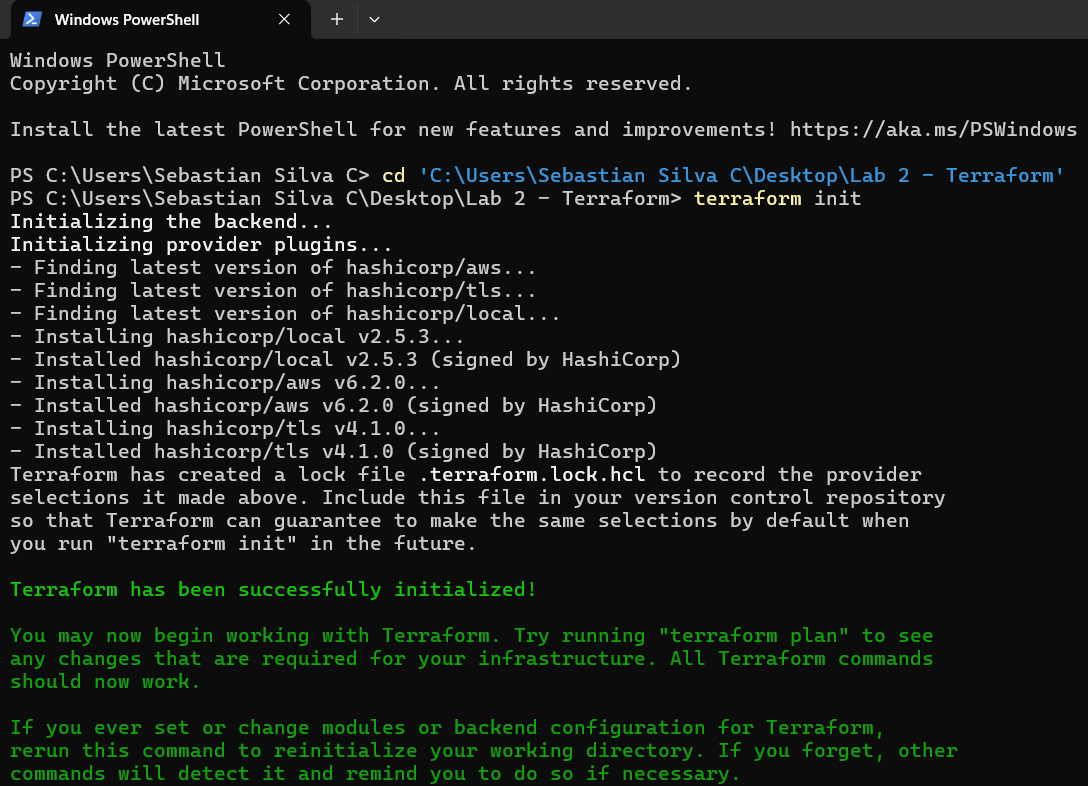 Windows PowerShell
Windows PowerShell
Copyright (C) Microsoft Corporation. All rights reserved.
Install the latest PowerShell for new features and improvements! https://aka.ms/PSWindows
PS C:\Users\Sebastian Silva C> cd 'C:\Users\Sebastian Silva C\Desktop\Lab 2 - Terraform'
PS C:\Users\Sebastian Silva C\Desktop\Lab 2 - Terraform> terraform init
Initializing the backend...
Initializing provider plugins...
- Finding latest version of hashicorp/aws...
- Finding latest version of hashicorp/tls...
- Finding latest version of hashicorp/local...
- Installing hashicorp/local v2.5.3...
- Installed hashicorp/local v2.5.3 (signed by HashiCorp)
- Installing hashicorp/aws v6.2.0...
- Installed hashicorp/aws v6.2.0 (signed by HashiCorp)
- Installing hashicorp/tls v4.1.0...
- Installed hashicorp/tls v4.1.0 (signed by HashiCorp)
Terraform has created a lock file .terraform.lock.hcl to record the provider
selections it made above. Include this file in your version control repository
so that Terraform can guarantee to make the same selections by default when
you run "terraform init" in the future.
Terraform has been successfully initialized!
You may now begin working with Terraform. Try running "terraform plan" to see
any changes that are required for your infrastructure. All Terraform commands
should now work.
If you ever set or change modules or backend configuration for Terraform,
rerun this command to reinitialize your working directory. If you forget, other
commands will detect it and remind you to do so if necessary.